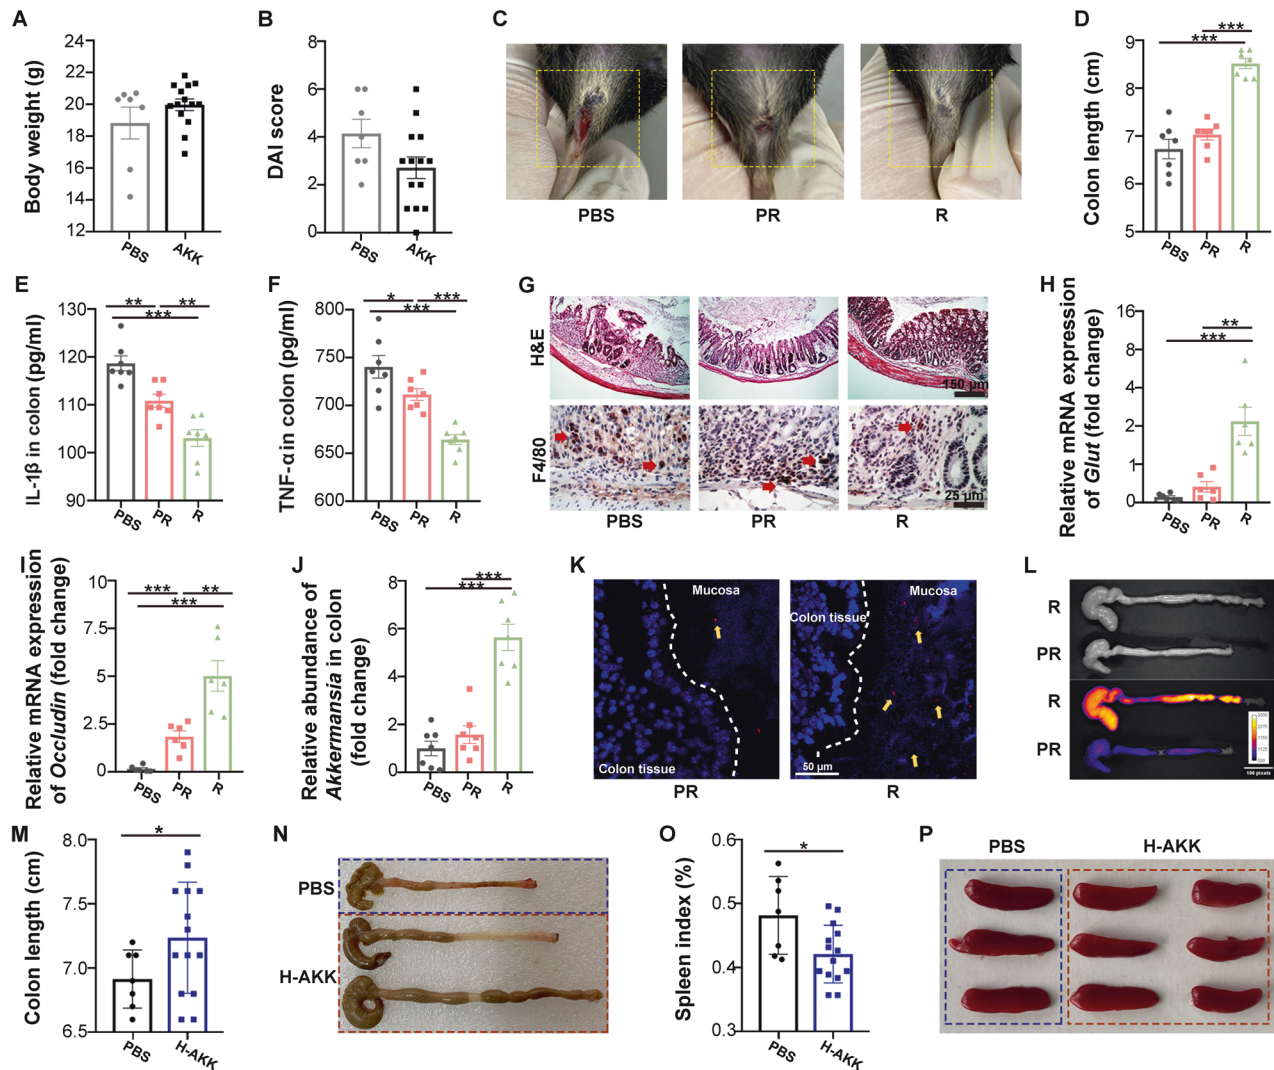 A
Body weight (g)
24
22
20
18
16
14
12
PBS
AKK
B
DAI score
8
6
4
2
0
PBS
AKK
C
PBS
PR
R
D
Colon length (cm)
9
8
7
6
5
***
***
PBS
PR
R
E
IL-1β in colon (pg/ml)
130
120
110
100
90
** **
***
PBS
PR
R
F
TNF-α in colon (pg/ml)
800
750
700
650
600
* ***
***
PBS
PR
R
G
H&E
150 μm
F4/80
25 μm
PBS
PR
R
H
Relative mRNA expression
of Glut (fold change)
16
8
4
2
1
0
**
***
PBS
PR
R
I
Relative mRNA expression
of Occludin (fold change)
10
7.5
5
2.5
0
*** **
***
PBS
PR
R
J
Relative abundance of
Akkermansia in colon
(fold change)
8
6
4
2
0
***
***
PBS
PR
R
K
Mucosa
Colon tissue
PR
Mucosa
Colon tissue
50 μm
R
L
R
PR
R
PR
M
Colon length (cm)
8.0
7.5
7.0
6.5
*
PBS
H-AKK
N
PBS
H-AKK
O
Spleen index (%)
0.6
0.5
0.4
0.3
*
PBS
H-AKK
P
PBS
H-AKK